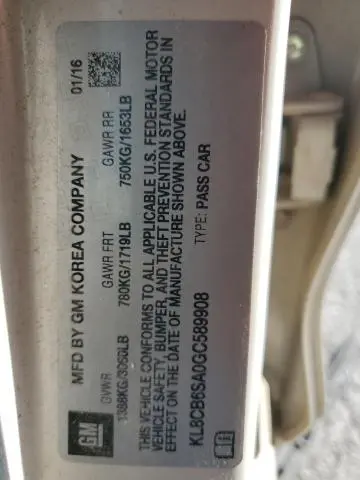 MFD BY GM KOREA COMPANY 01/16
GVWR GAWR FRT GAWR RR
1388KG/3060LB 780KG/1719LB 750KG/1653LB
THIS VEHICLE CONFORMS TO ALL APPLICABLE U.S. FEDERAL MOTOR
VEHICLE SAFETY, BUMPER, AND THEFT PREVENTION STANDARDS IN
EFFECT ON THE DATE OF MANUFACTURE SHOWN ABOVE.
KL8CB6SA0GC589908 TYPE: PASS CAR
GM